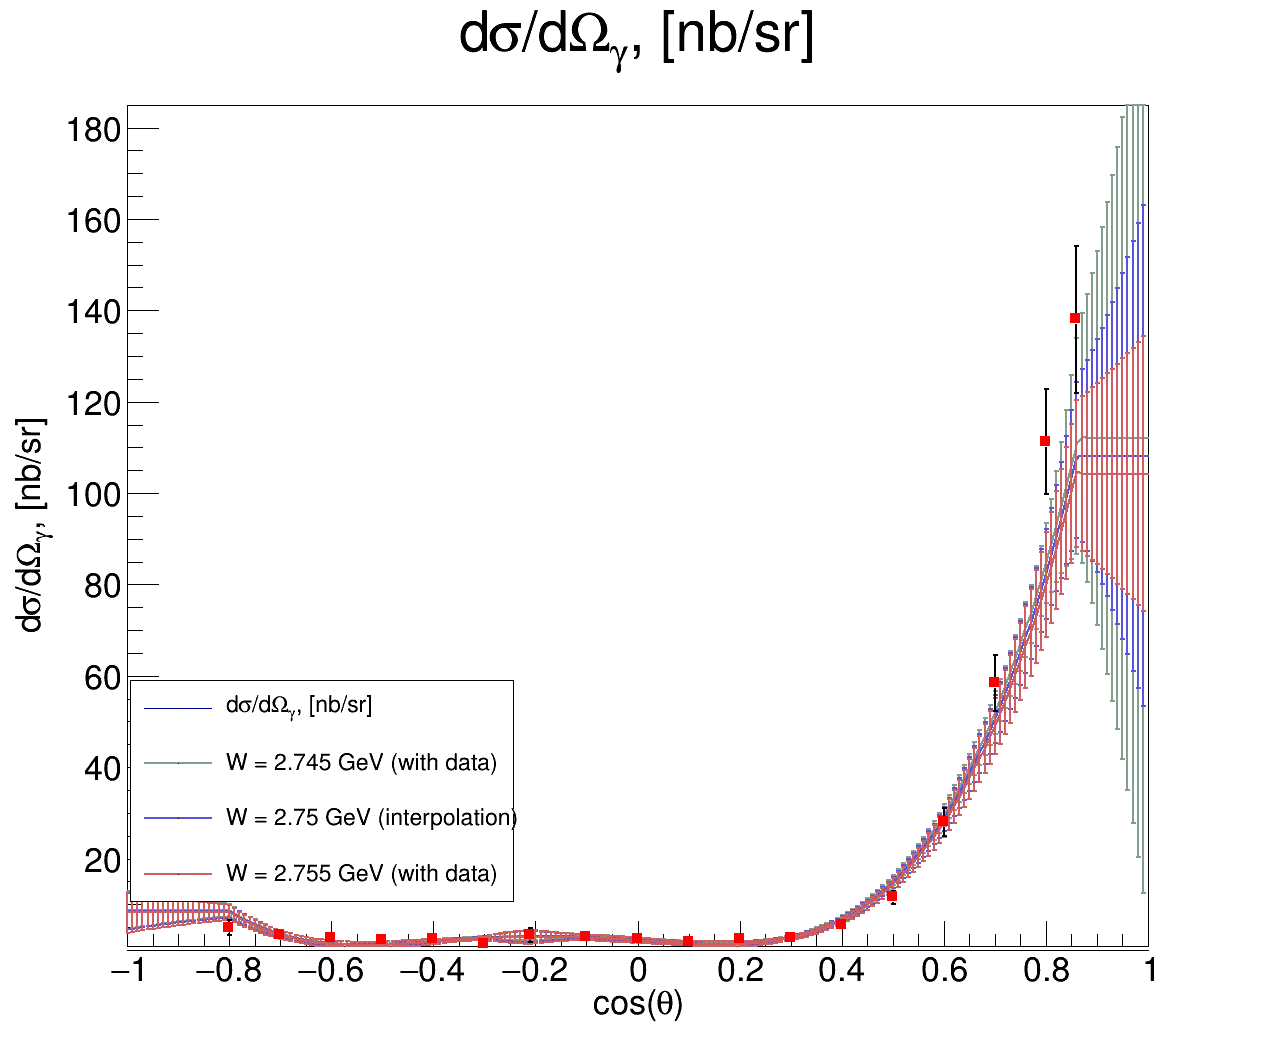 dσ/dΩγ, [nb/sr]
180
160
140
120
100
80
60
40
20
dσ/dΩγ, [nb/sr]
dσ/dΩγ, [nb/sr]
W = 2.745 GeV (with data)
W = 2.75 GeV (interpolation)
W = 2.755 GeV (with data)
−1 −0.8 −0.6 −0.4 −0.2 0 0.2 0.4 0.6 0.8 1
cos(θ)